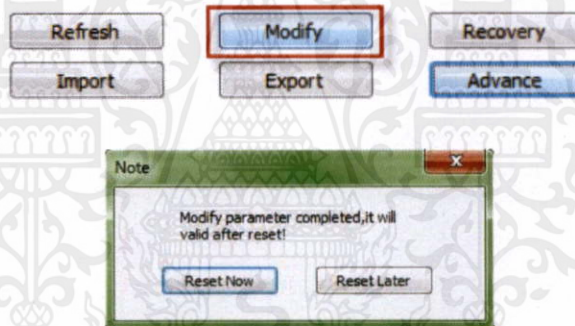 Refresh Modify Recovery
Import Export Advance
Note
x
Modify parameter completed,it will
valid after reset!
Reset Now Reset Later